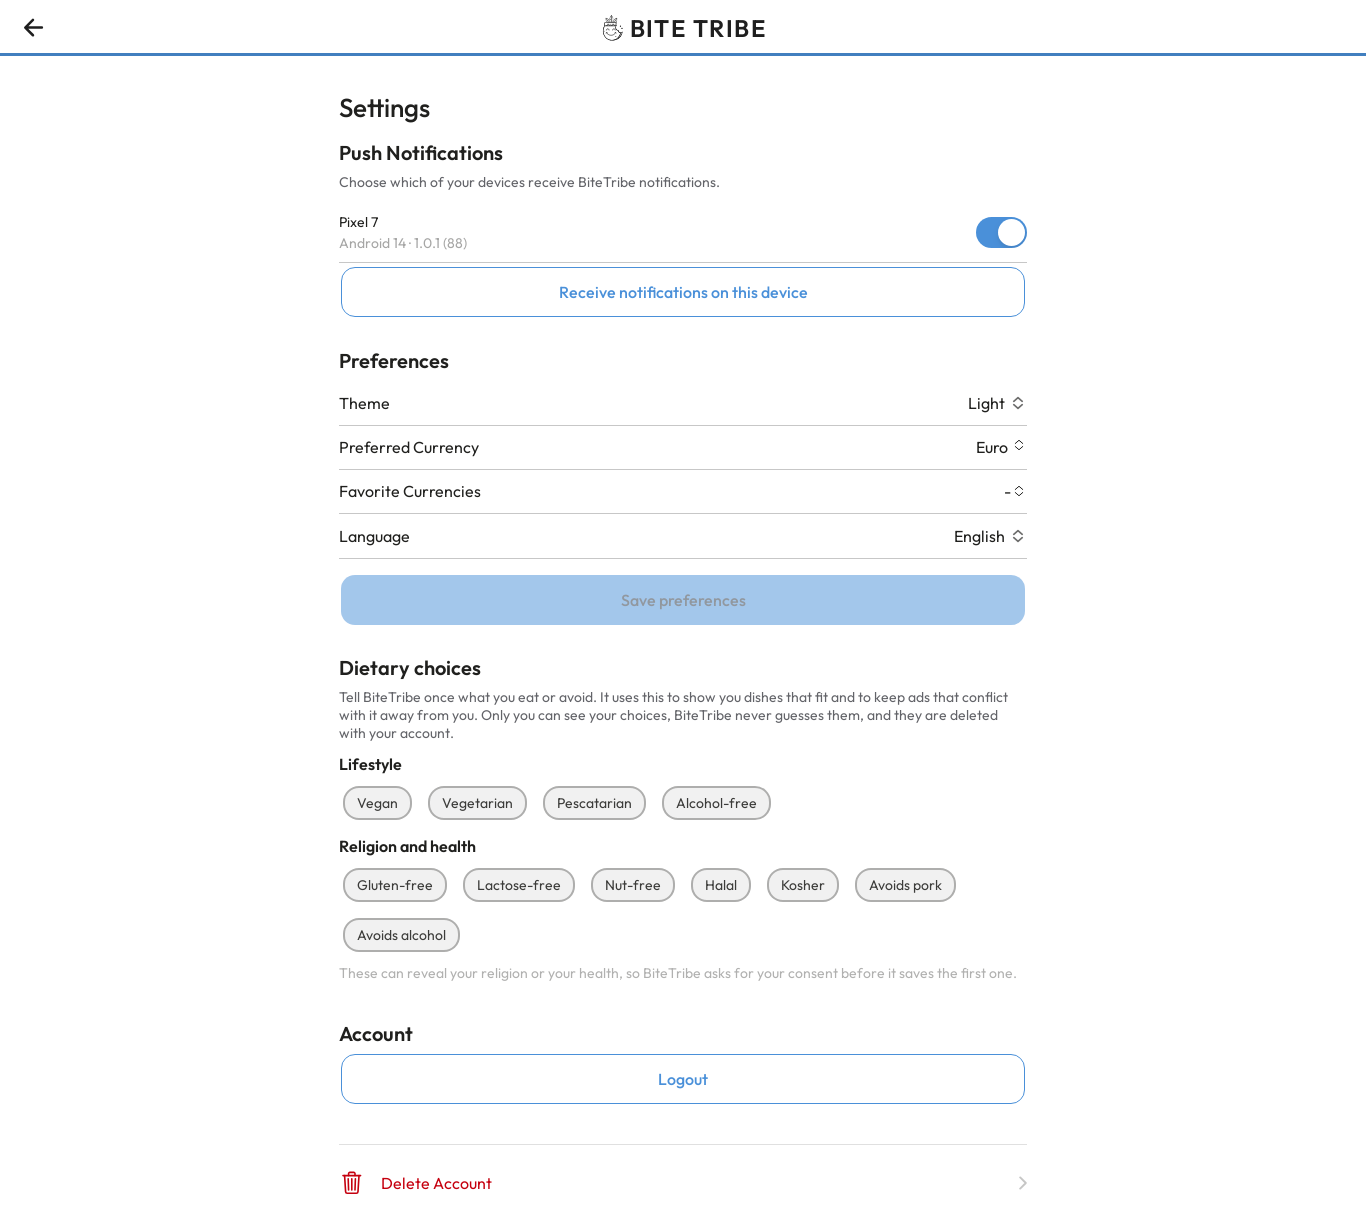 BITE TRIBE
Settings
Push Notifications
Choose which of your devices receive BiteTribe notifications.
Pixel 7
Android 14 · 1.0.1 (88)
Receive notifications on this device
Preferences
Theme Light
Preferred Currency Euro
Favorite Currencies -
Language English
Save preferences
Dietary choices
Tell BiteTribe once what you eat or avoid. It uses this to show you dishes that fit and to keep ads that conflict
with it away from you. Only you can see your choices, BiteTribe never guesses them, and they are deleted
with your account.
Lifestyle
Vegan Vegetarian Pescatarian Alcohol-free
Religion and health
Gluten-free Lactose-free Nut-free Halal Kosher Avoids pork
Avoids alcohol
These can reveal your religion or your health, so BiteTribe asks for your consent before it saves the first one.
Account
Logout
Delete Account